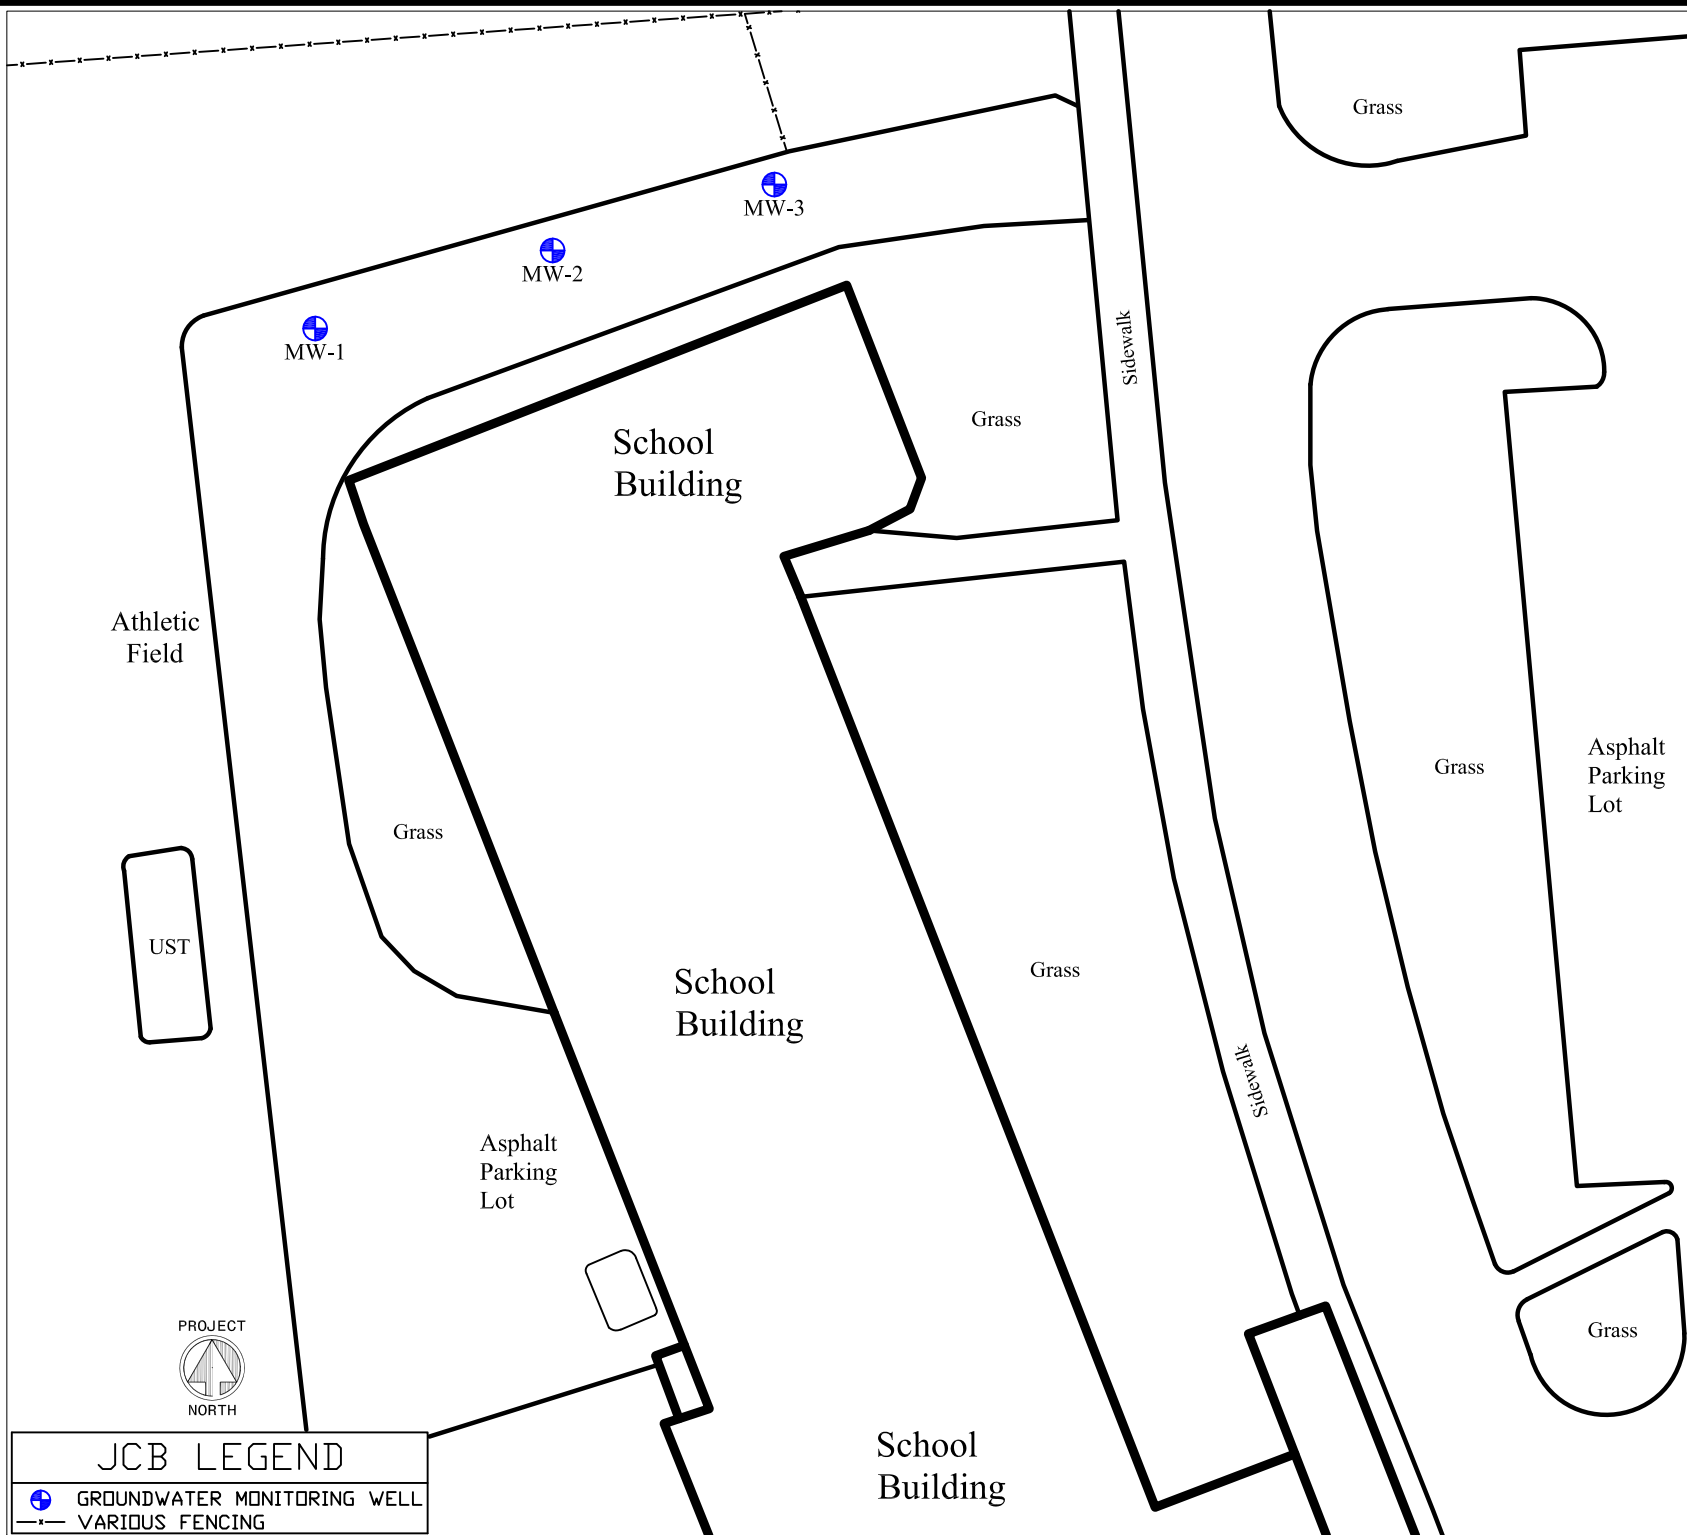 Grass
MW-3
MW-2
MW-1
Sidewalk
Grass
School
Building
Athletic
Field
Grass
Asphalt
Parking
Lot
Grass
UST
Grass
School
Building
Sidewalk
Asphalt
Parking
Lot
Grass
PROJECT
NORTH
School
Building
JCB LEGEND
GROUNDWATER MONITORING WELL
VARIOUS FENCING